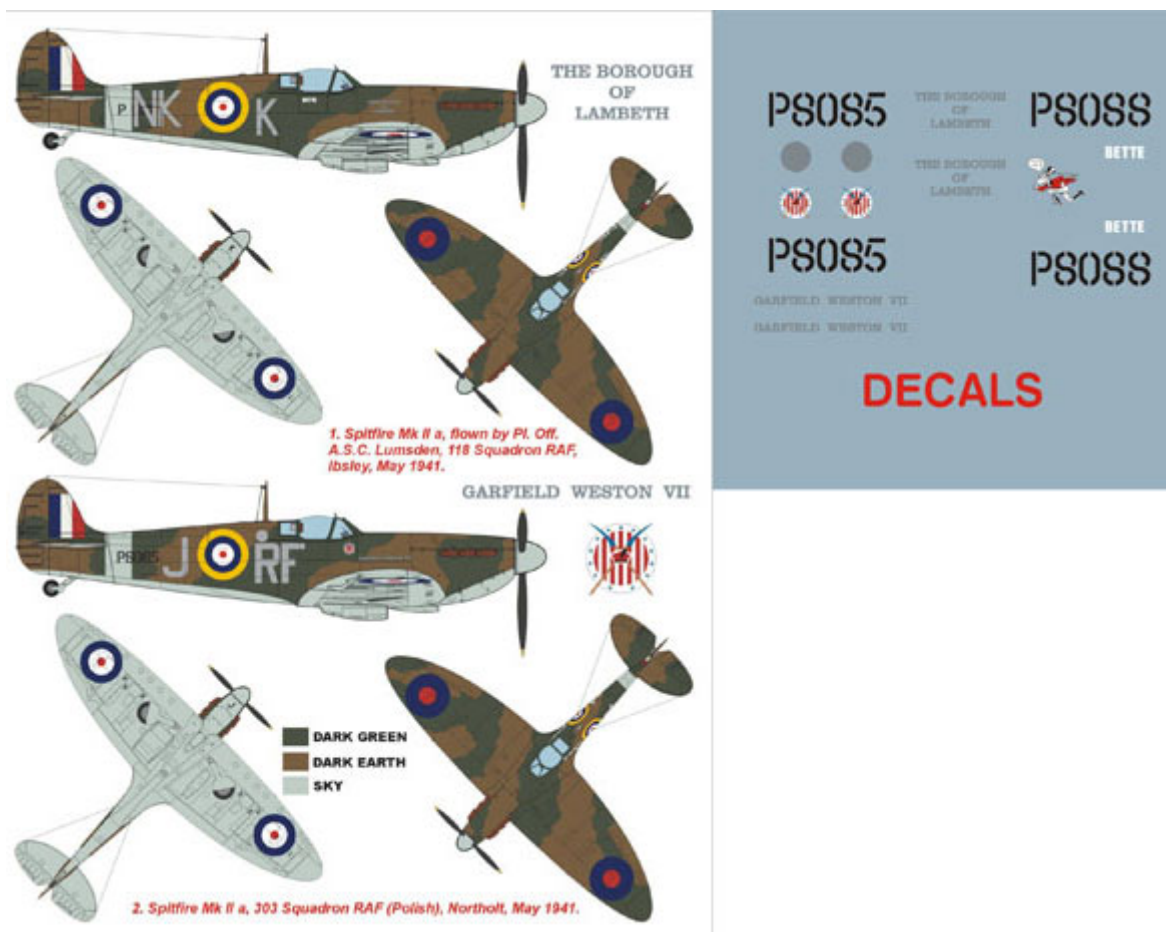 THE BOROUGH
OF
LAMBETH
P NK K
1. Spitfire Mk II a, flown by Pl. Off.
A.S.C. Lumsden, 118 Squadron RAF,
Ibsley, May 1941.
GARFIELD WESTON VII
J RF
DARK GREEN
DARK EARTH
SKY
2. Spitfire Mk II a, 303 Squadron RAF (Polish), Northolt, May 1941.
P8085
THE BOROUGH
OF
LAMBETH
P8088
BETTE
THE BOROUGH
OF
LAMBETH
BETTE
P8085
P8088
GARFIELD WESTON VII
GARFIELD WESTON VII
DECALS